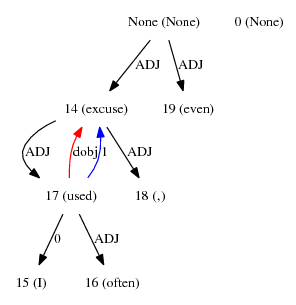 None (None) 0 (None)
ADJ ADJ
14 (excuse) 19 (even)
ADJ dobj 1 ADJ
17 (used) 18 (,)
0 ADJ
15 (I) 16 (often)